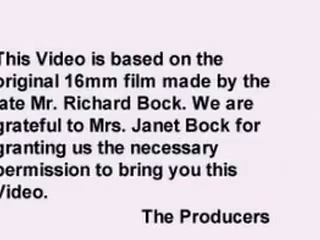 This Video is based on the
original 16mm film made by the
late Mr. Richard Bock. We are
grateful to Mrs. Janet Bock for
granting us the necessary
permission to bring you this
Video.
The Producers